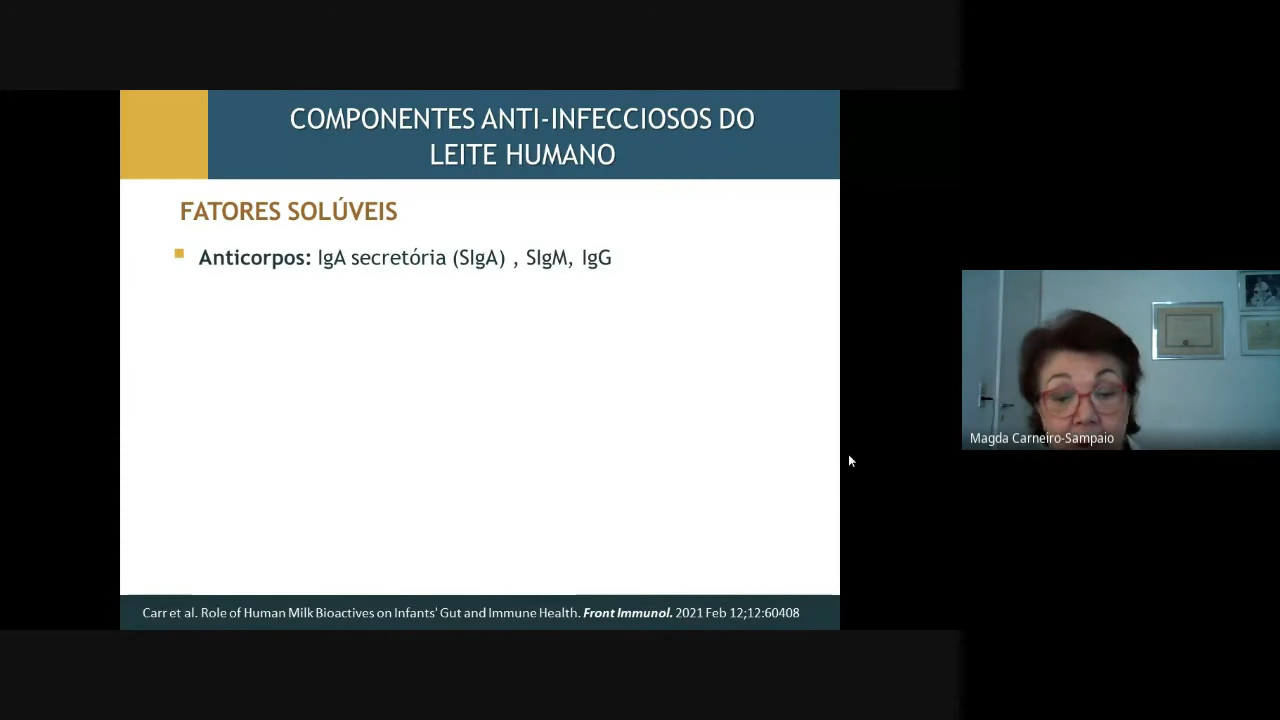 COMPONENTES ANTI-INFECCIOSOS DO
LEITE HUMANO
FATORES SOLÚVEIS
Anticorpos: IgA secretória (SIgA) , SIgM, IgG
Carr et al. Role of Human Milk Bioactives on Infants' Gut and Immune Health. Front Immunol. 2021 Feb 12;12:60408
Magda Carneiro-Sampaio